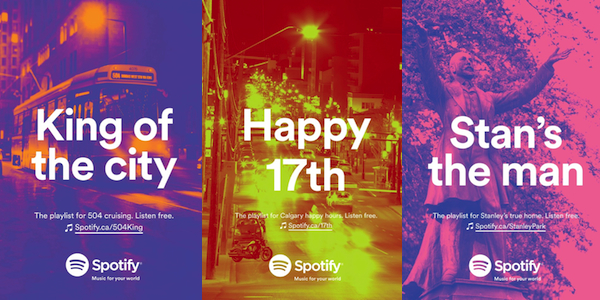 King of
the city
The playlist for 504 cruising. Listen free.
Spotify.ca/504King
Spotify
Music for your world
Happy
17th
The playlist for Calgary happy hours. Listen free.
Spotify.ca/17th
Spotify
Music for your world
Stan's
the man
The playlist for Stanley's true home. Listen free.
Spotify.ca/StanleyPark
Spotify
Music for your world